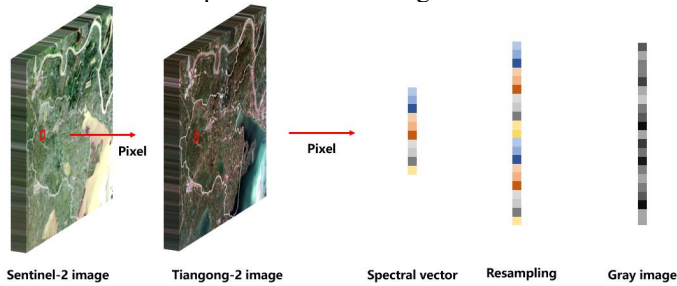 Pixel
Pixel
Sentinel-2 image
Tiangong-2 image
Spectral vector
Resampling
Gray image